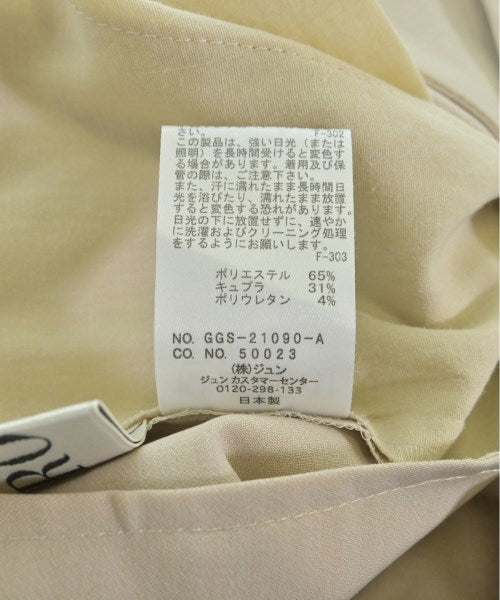 さい。 F-302
この製品は、強い日光（または
照明）を長時間受けると変色す
る場合があります。着用及び保
管の際は、ご注意下さい。
また、汗に濡れたまま長時間日
光を浴びたり、濡れたまま放置
すると変色する恐れがあります。
日光の下に放置せずに、速やか
に洗濯およびクリーニング処理
をするようにお願いします。
F-303
ポリエステル 65%
キュプラ 31%
ポリウレタン 4%
NO. GGS-21090-A
CO. NO. 50023
(株)ジュン
ジュン カスタマーセンター
0120-298-133
日本製